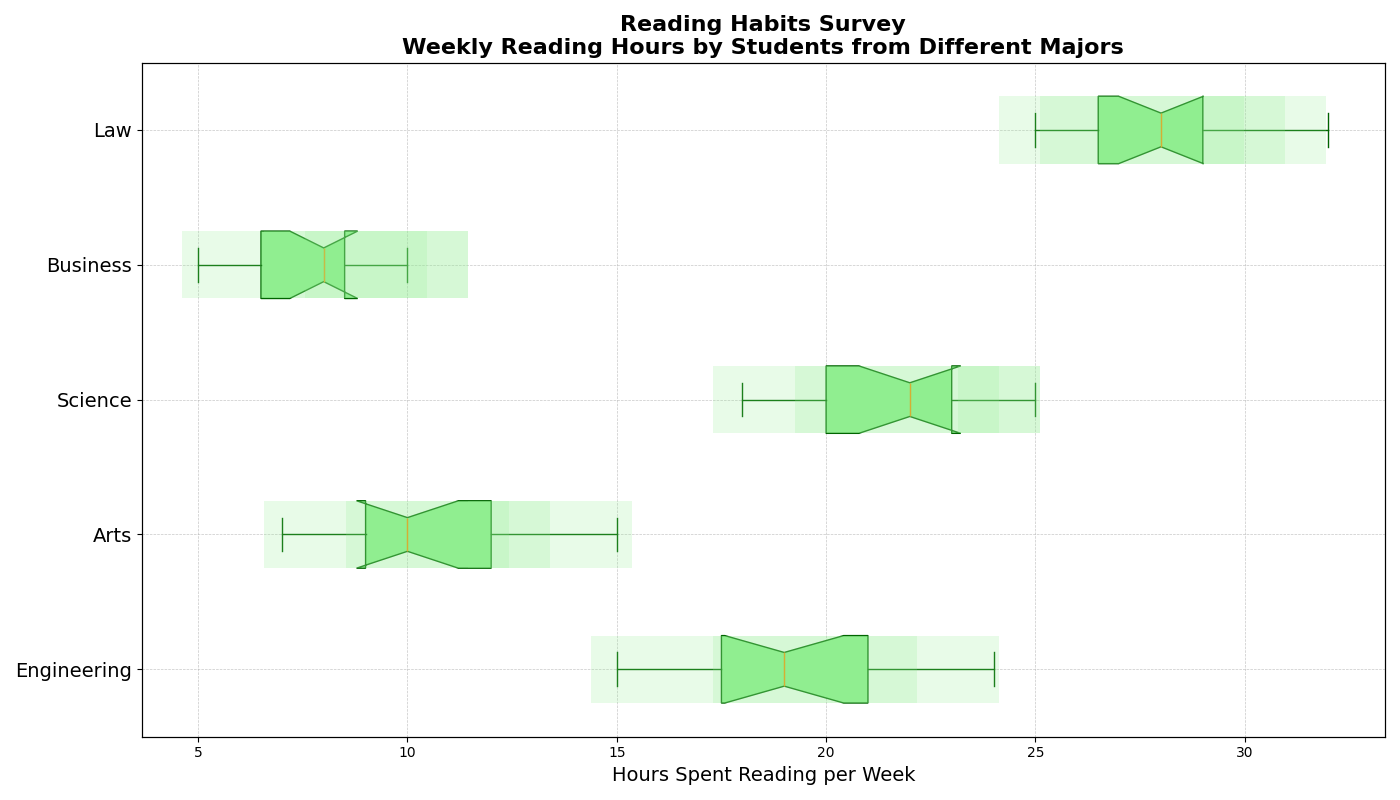 Reading Habits Survey
Weekly Reading Hours by Students from Different Majors
Law
Business
Science
Arts
Engineering
5 10 15 20 25 30
Hours Spent Reading per Week